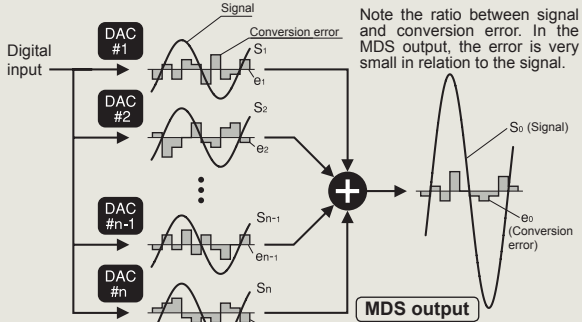 Signal
Note the ratio between signal
and conversion error. In the
MDS output, the error is very
small in relation to the signal.
Digital
input
DAC
#1
Conversion error
S1
e1
DAC
#2
S2
e2
S0 (Signal)
e0
(Conversion
error)
DAC
#n-1
Sn-1
en-1
DAC
#n
Sn
MDS output